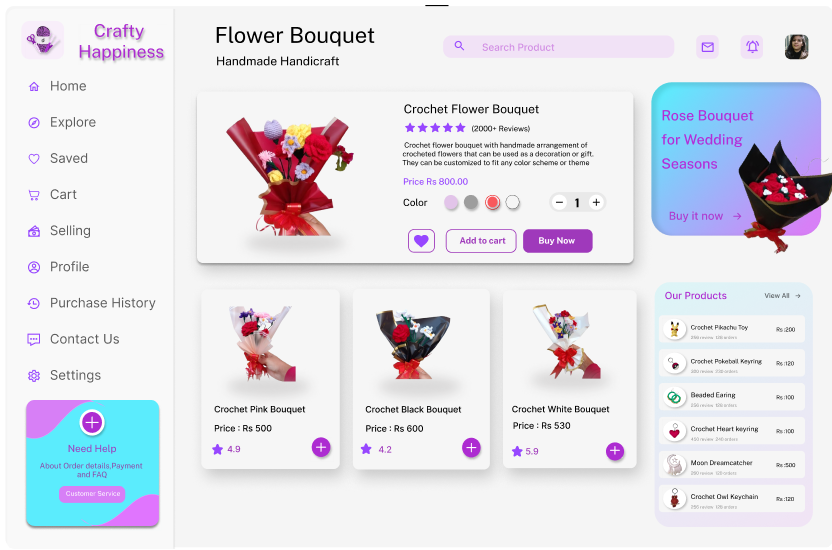 Crafty
Happiness
Home
Explore
Saved
Cart
Selling
Profile
Purchase History
Contact Us
Settings
Need Help
About Order details,Payment
and FAQ
Customer Service
Flower Bouquet
Handmade Handicraft
Search Product
Crochet Flower Bouquet
(2000+ Reviews)
Crochet flower bouquet with handmade arrangement of
crocheted flowers that can be used as a decoration or gift.
They can be customized to fit any color scheme or theme
Price Rs 800.00
Color
− 1 +
Add to cart
Buy Now
Rose Bouquet
for Wedding
Seasons
Buy it now →
Crochet Pink Bouquet
Price : Rs 500
4.9
Crochet Black Bouquet
Price : Rs 600
4.2
Crochet White Bouquet
Price : Rs 530
5.9
Our Products
View All →
Crochet Pikachu Toy
Rs :200
Crochet Pokeball Keyring
Rs :120
Beaded Earing
Rs :100
Crochet Heart keyring
Rs :100
Moon Dreamcatcher
Rs :500
Crochet Owl Keychain
Rs :120